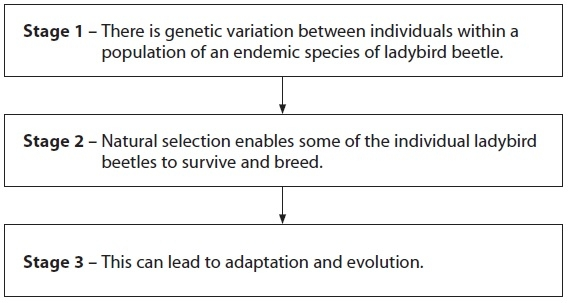 Stage 1 – There is genetic variation between individuals within a
population of an endemic species of ladybird beetle.
Stage 2 – Natural selection enables some of the individual ladybird
beetles to survive and breed.
Stage 3 – This can lead to adaptation and evolution.